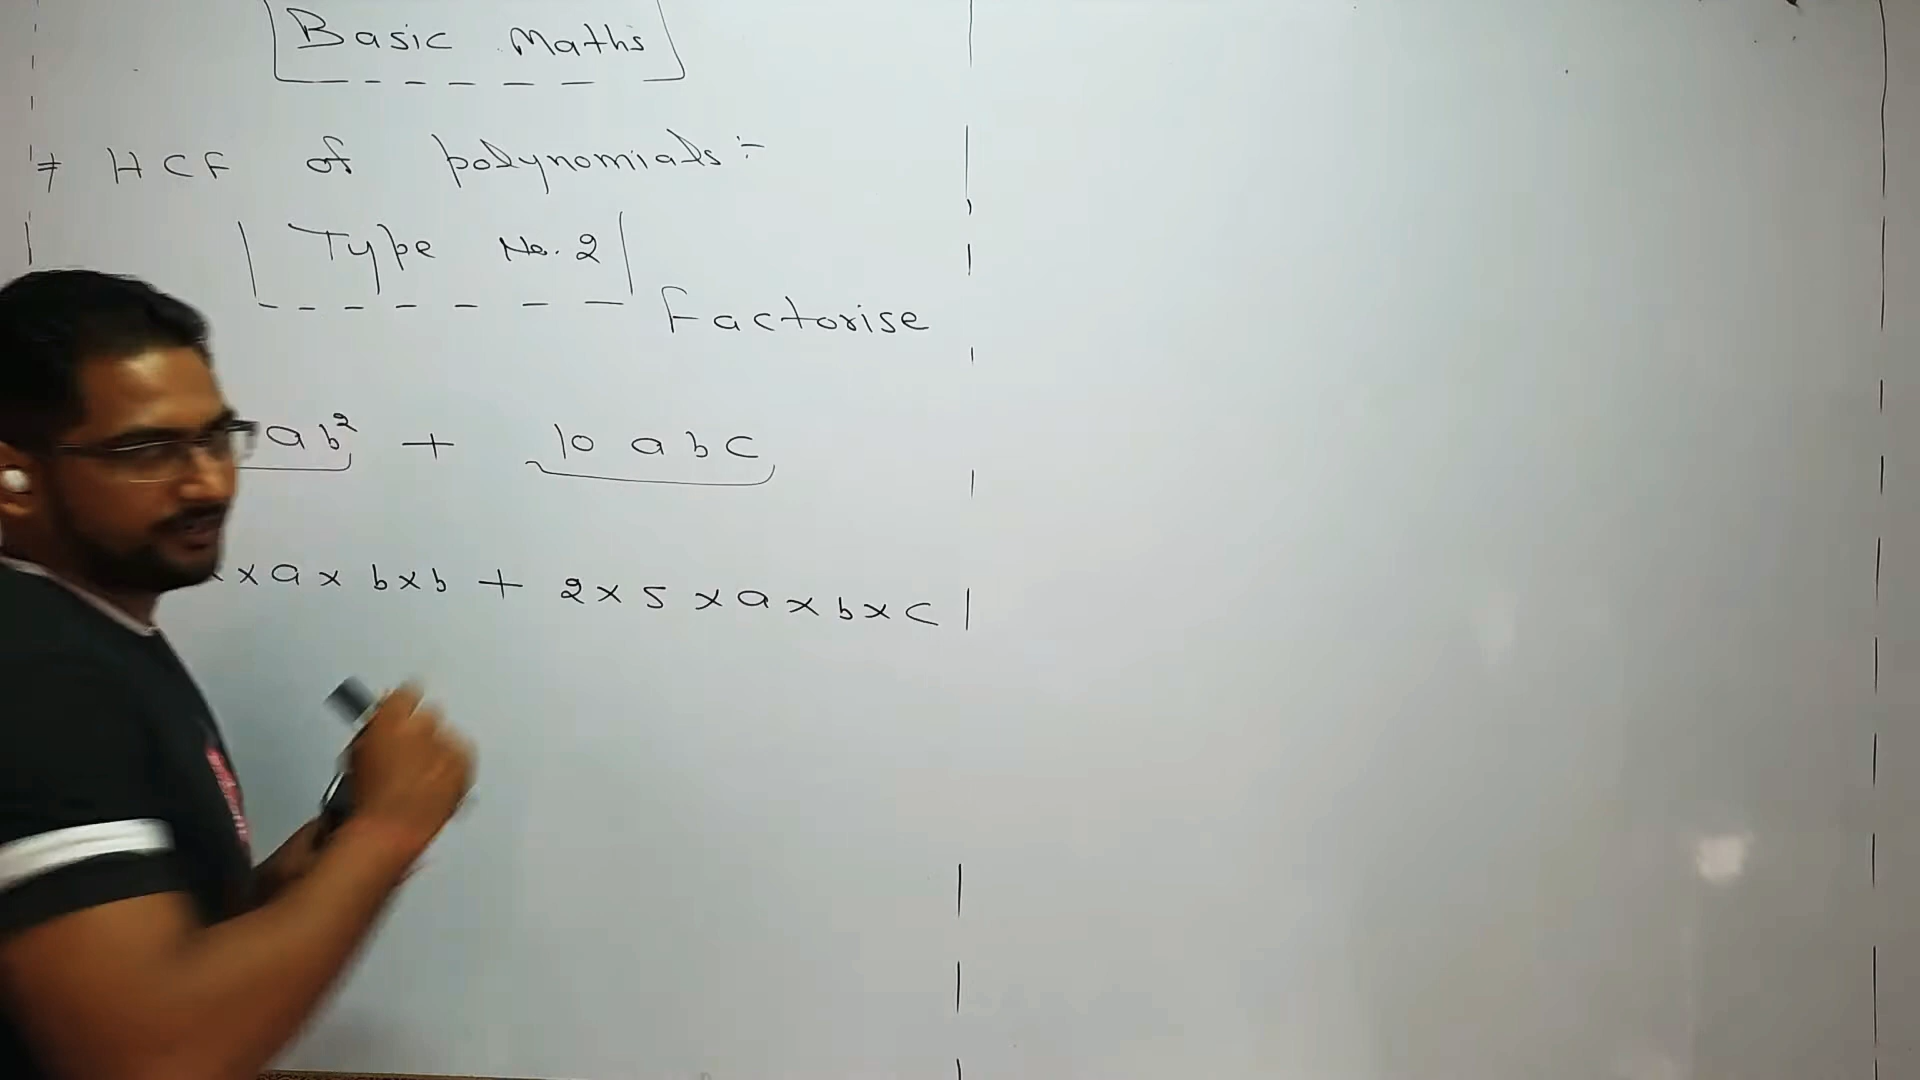 Basic Maths
⇒ HCF of polynomials :-
Type No. 2
Factorise
ab² + 10 abc
× a × b × b + 2 × 5 × a × b × c